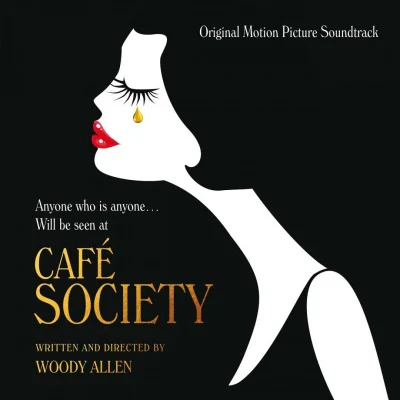 Original Motion Picture Soundtrack
Anyone who is anyone...
Will be seen at
CAFÉ
SOCIETY
WRITTEN AND DIRECTED BY
WOODY ALLEN